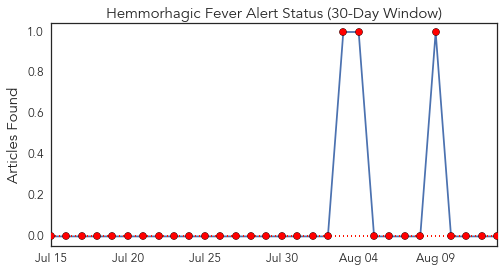 Hemmorhagic Fever Alert Status (30-Day Window)
Articles Found
1.0
0.8
0.6
0.4
0.2
0.0
Jul 15 Jul 20 Jul 25 Jul 30 Aug 04 Aug 09